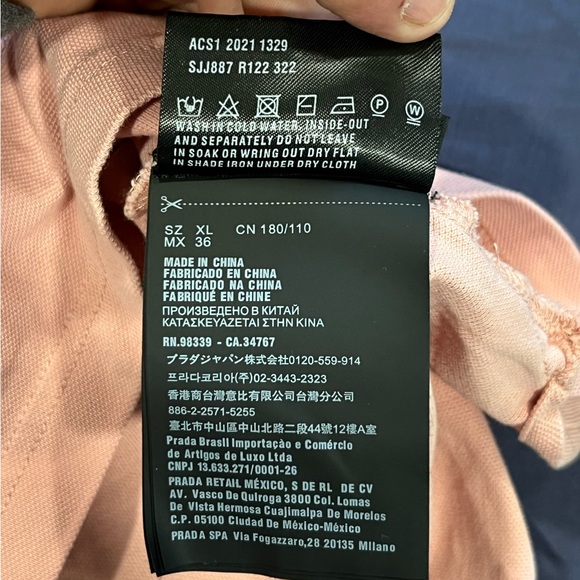 ACS1 2021 1329
SJJ887 R122 322
P W
WASH IN COLD WATER, INSIDE-OUT
AND SEPARATELY DO NOT LEAVE
IN SOAK OR WRING OUT DRY FLAT
IN SHADE IRON UNDER DRY CLOTH
SZ XL CN 180/110
MX 36
MADE IN CHINA
FABRICADO EN CHINA
FABRICADO NA CHINA
FABRIQUÉ EN CHINE
ПРОИЗВЕДЕНО В КИТАЙ
ΚΑΤΑΣΚΕΥΑΖΕΤΑΙ ΣΤΗΝ ΚΙΝΑ
RN.98339 - CA.34767
プラダジャパン株式会社0120-559-914
프라다코리아(주)02-3443-2323
香港商台灣意比有限公司台灣分公司
886-2-2571-5255
臺北市中山區中山北路二段44號12樓A室
Prada Brasil Importação e Comércio
de Artigos de Luxo Ltda
CNPJ 13.633.271/0001-26
PRADA RETAIL MÉXICO, S DE RL DE CV
AV. Vasco De Quiroga 3800 Col. Lomas
De Vista Hermosa Cuajimalpa De Morelos
C.P. 05100 Ciudad De México-México
PRADA SPA Via Fogazzaro,28 20135 Milano